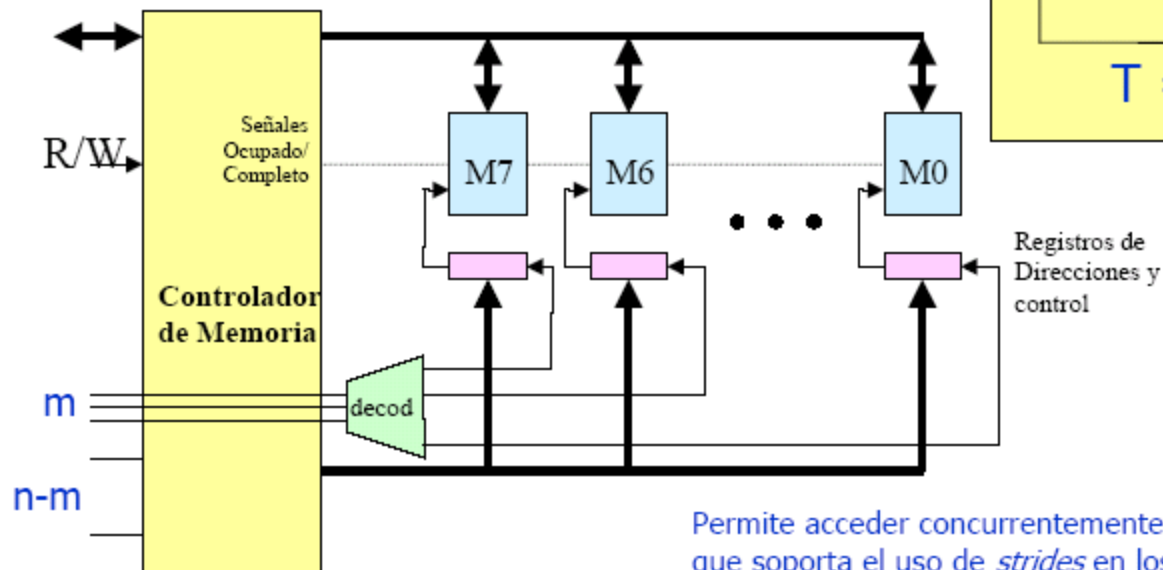 T =
Señales
Ocupado/
Completo
R/W
M7
M6
M0
Registros de
Direcciones y
control
Controlador
de Memoria
m
decod
n-m
Permite acceder concurrentemente
que soporta el uso de strides en los